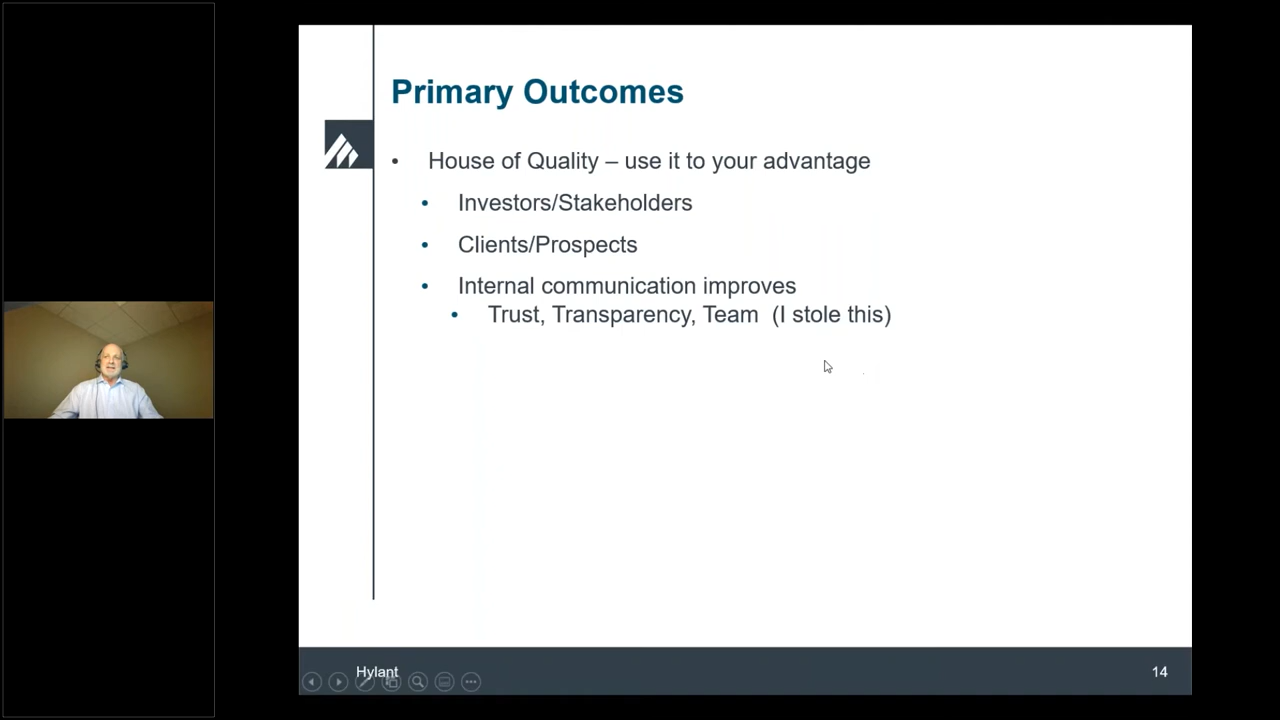 Primary Outcomes
• House of Quality – use it to your advantage
• Investors/Stakeholders
• Clients/Prospects
• Internal communication improves
• Trust, Transparency, Team (I stole this)
Hylant
14